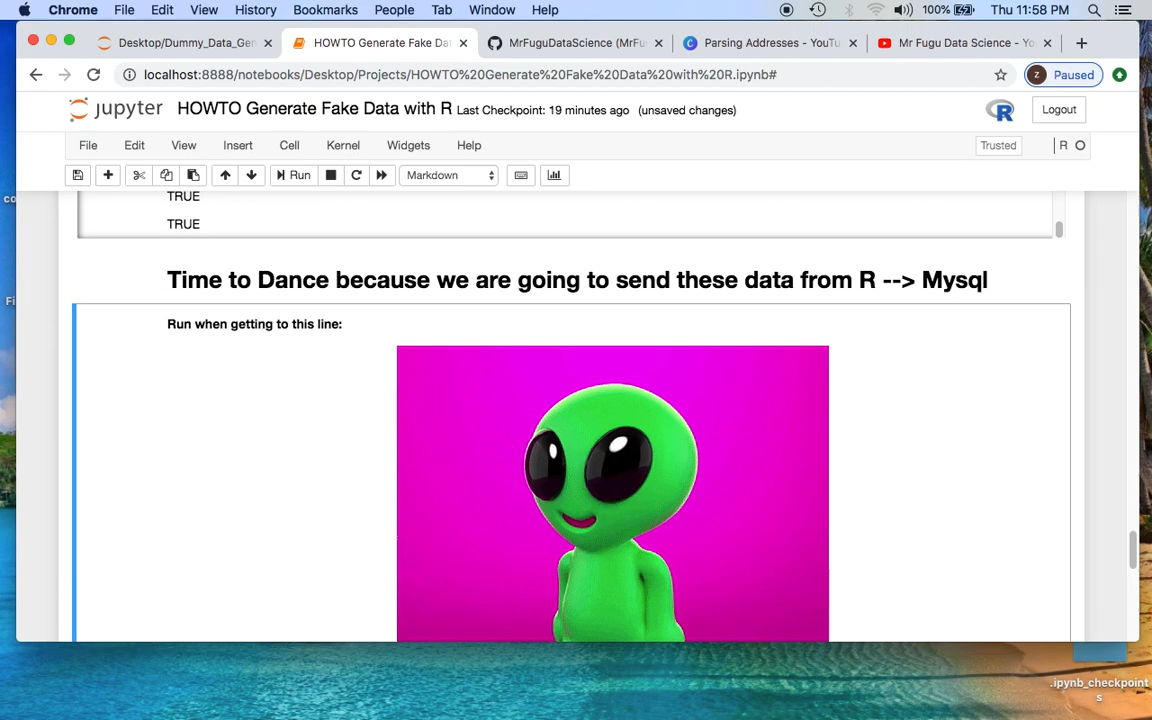 Chrome File Edit View History Bookmarks People Tab Window Help 100% Thu 11:58 PM
Desktop/Dummy_Data_Gen HOWTO Generate Fake Da MrFuguDataScience (MrFu Parsing Addresses - YouTu Mr Fugu Data Science - Yo
localhost:8888/notebooks/Desktop/Projects/HOWTO%20Generate%20Fake%20Data%20with%20R.ipynb# z Paused
jupyter HOWTO Generate Fake Data with R Last Checkpoint: 19 minutes ago (unsaved changes) R Logout
File Edit View Insert Cell Kernel Widgets Help Trusted R
Run Markdown
TRUE
co
TRUE
Time to Dance because we are going to send these data from R --> Mysql
Fi
Run when getting to this line:
.ipynb_checkpoint
s